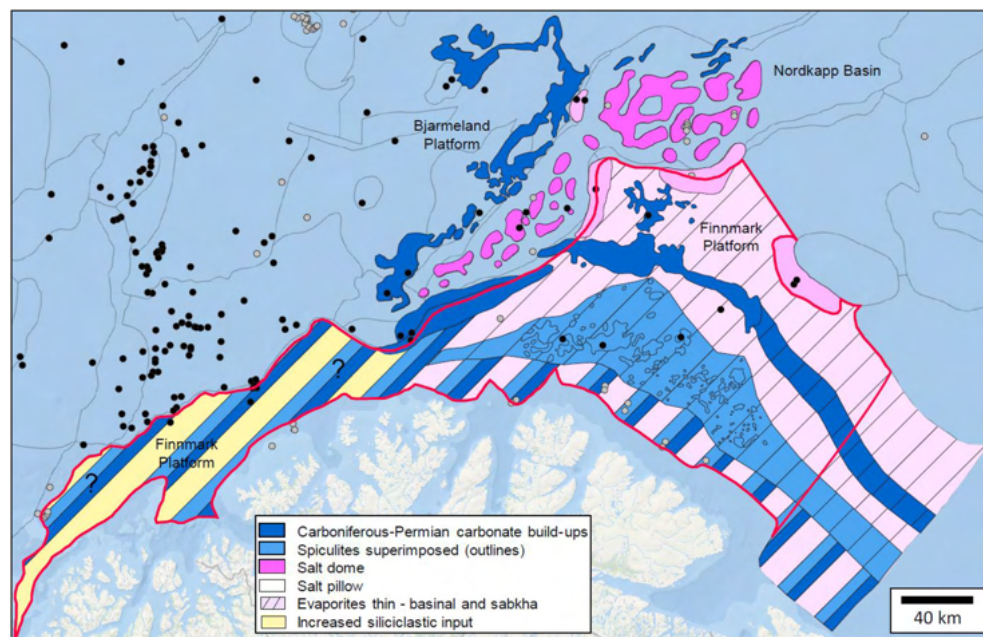 Nordkapp Basin
Bjarmeland
Platform
Finnmark
Platform
?
?
Finnmark
Platform
Carboniferous-Permian carbonate build-ups
Spiculites superimposed (outlines)
Salt dome
Salt pillow
Evaporites thin - basinal and sabkha
Increased siliciclastic input
40 km